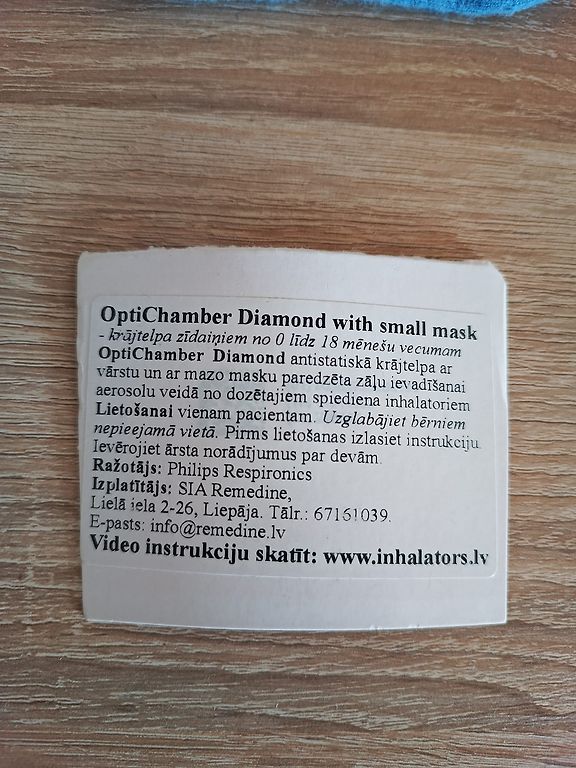 OptiChamber Diamond with small mask
- krājtelpa zīdaiņiem no 0 līdz 18 mēnešu vecumam
OptiChamber Diamond antistatiskā krājtelpa ar
vārstu un ar mazo masku paredzēta zāļu ievadīšanai
aerosolu veidā no dozētajiem spiediena inhalatoriem
Lietošanai vienam pacientam. Uzglabājiet bērniem
nepieejamā vietā. Pirms lietošanas izlasiet instrukciju.
Ievērojiet ārsta norādījumus par devām.
Ražotājs: Philips Respironics
Izplatītājs: SIA Remedine,
Lielā iela 2-26, Liepāja. Tālr.: 67161039.
E-pasts: info@remedine.lv
Video instrukciju skatīt: www.inhalators.lv